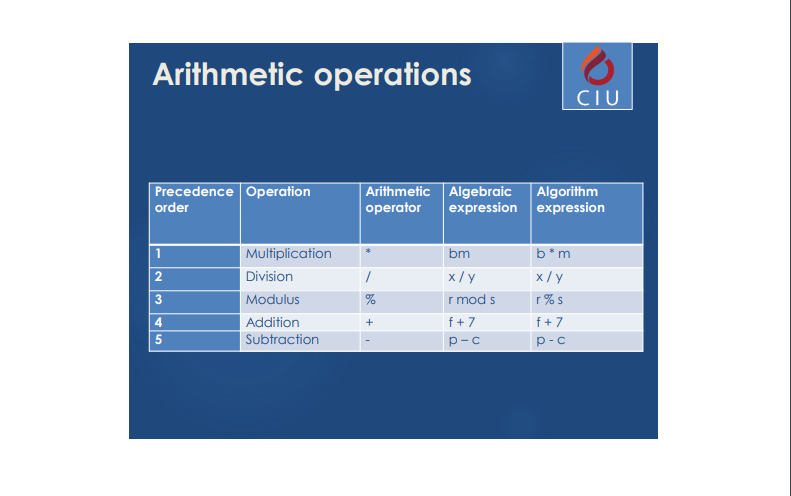 Arithmetic operations
CIU
Precedence order Operation Arithmetic operator Algebraic expression Algorithm expression
1 Multiplication * bm b * m
2 Division / x / y x / y
3 Modulus % r mod s r % s
4 Addition + f + 7 f + 7
5 Subtraction - p – c p - c